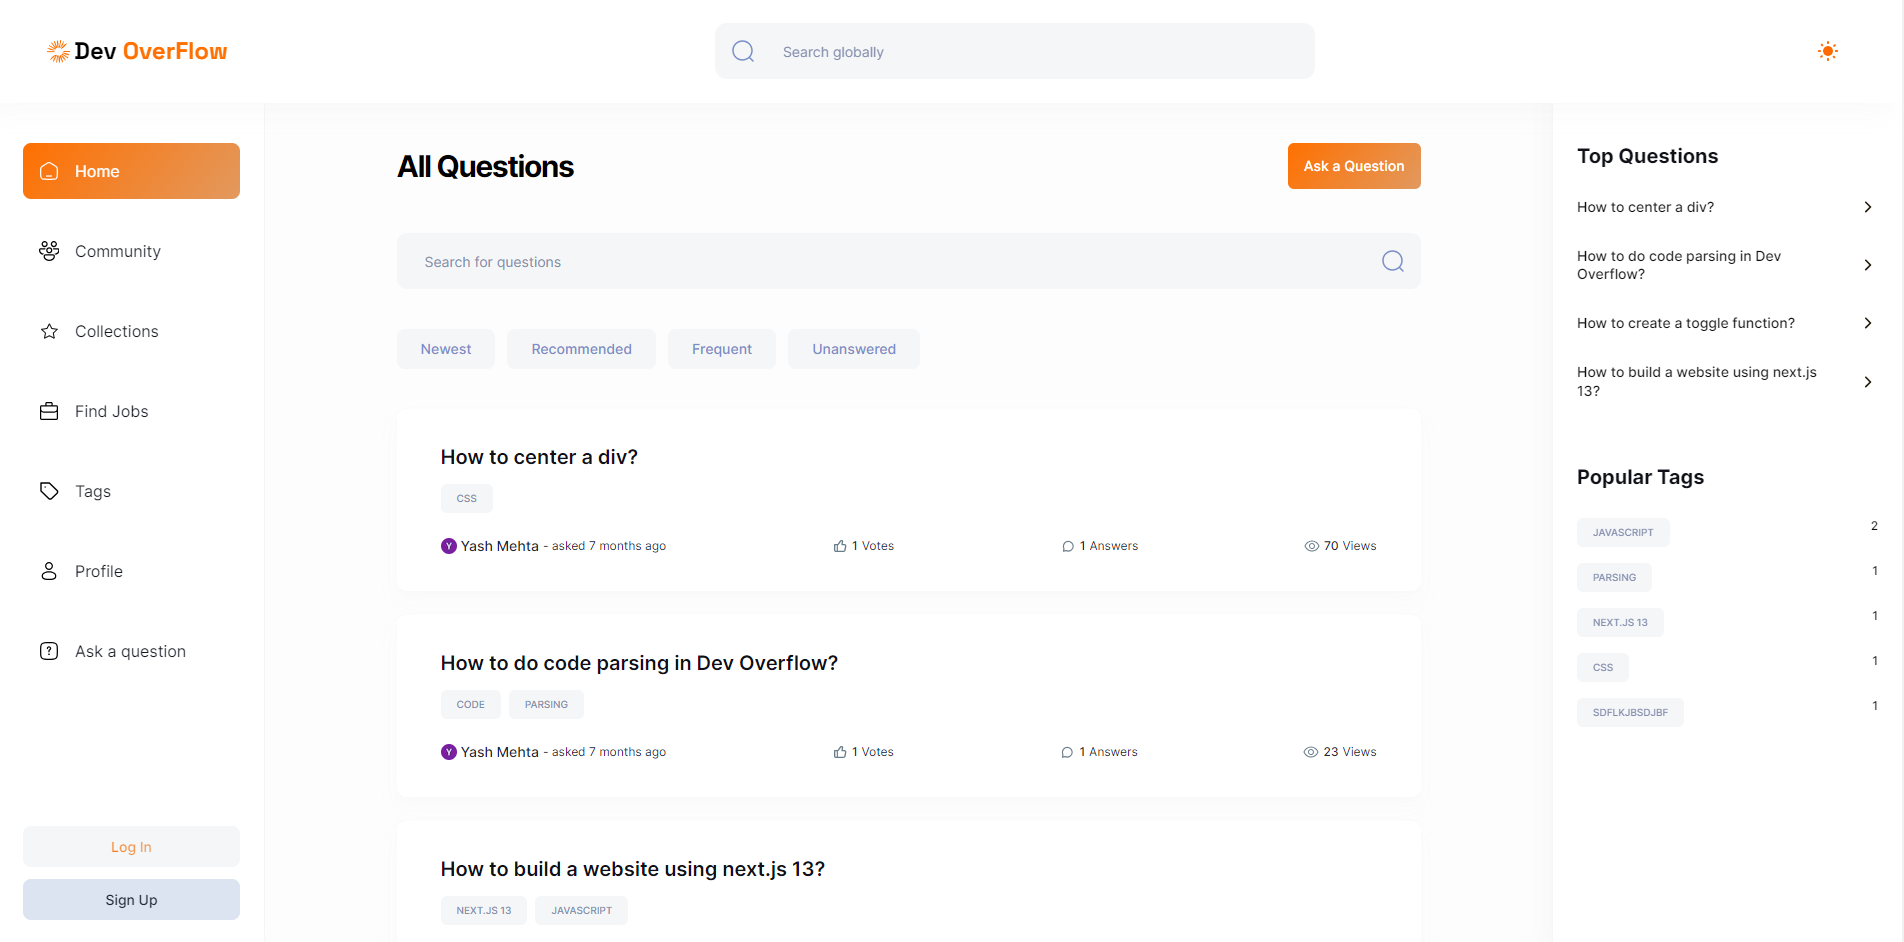 Dev OverFlow
Search globally
Home
Community
Collections
Find Jobs
Tags
Profile
Ask a question
Log In
Sign Up
All Questions
Ask a Question
Search for questions
Newest
Recommended
Frequent
Unanswered
How to center a div?
CSS
Y Yash Mehta - asked 7 months ago
1 Votes
1 Answers
70 Views
How to do code parsing in Dev Overflow?
CODE
PARSING
Y Yash Mehta - asked 7 months ago
1 Votes
1 Answers
23 Views
How to build a website using next.js 13?
NEXT.JS 13
JAVASCRIPT
Top Questions
How to center a div?
How to do code parsing in Dev
Overflow?
How to create a toggle function?
How to build a website using next.js
13?
Popular Tags
JAVASCRIPT 2
PARSING 1
NEXT.JS 13 1
CSS 1
SDFLKJBSDJBF 1